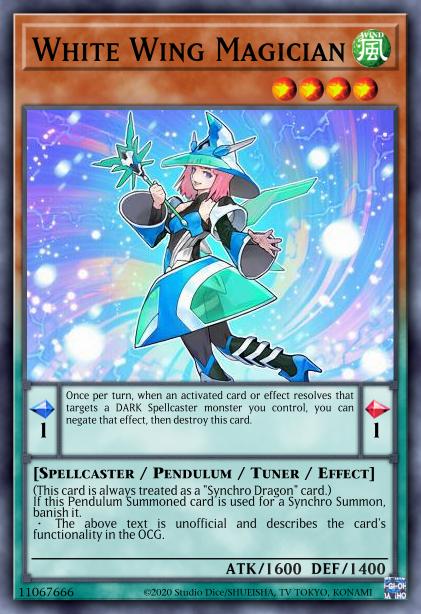 WHITE WING MAGICIAN
WIND
風
Once per turn, when an activated card or effect resolves that
targets a DARK Spellcaster monster you control, you can
negate that effect, then destroy this card.
1
1
[SPELLCASTER / PENDULUM / TUNER / EFFECT]
(This card is always treated as a "Synchro Dragon" card.)
If this Pendulum Summoned card is used for a Synchro Summon,
banish it.
· The above text is unofficial and describes the card's
functionality in the OCG.
ATK/1600 DEF/1400
11067666
©2020 Studio Dice/SHUEISHA, TV TOKYO, KONAMI